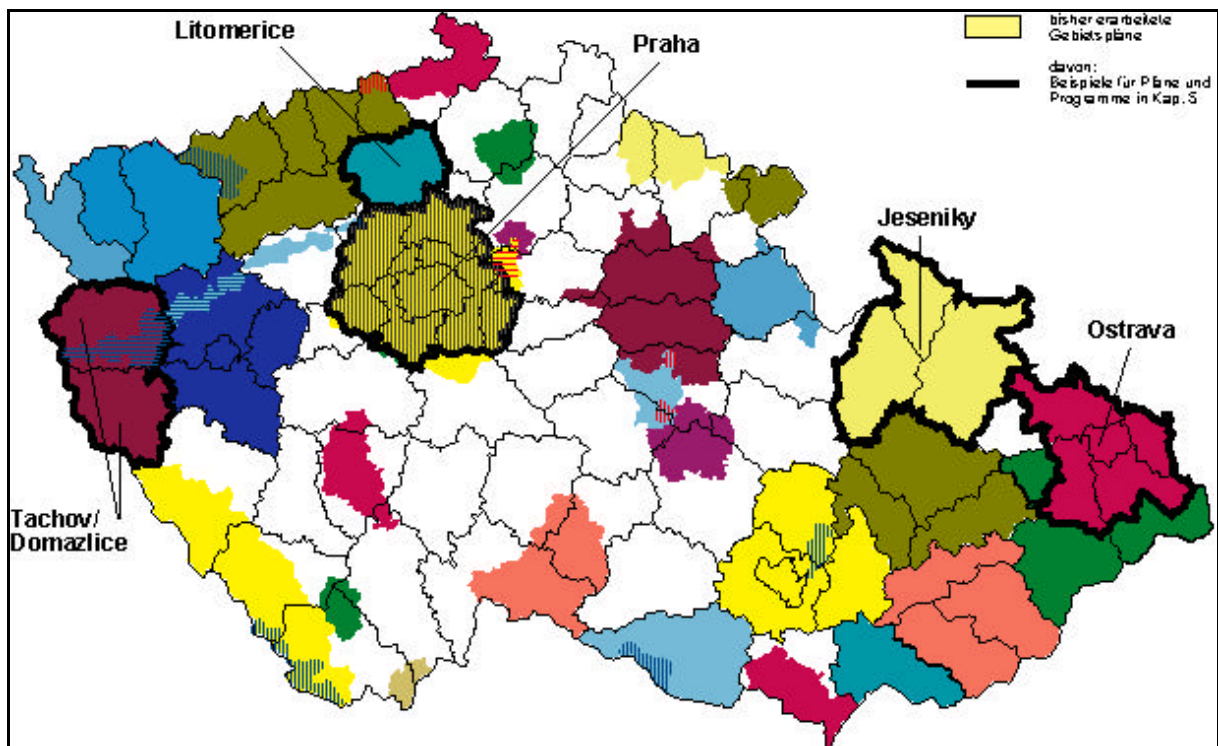 Litomerice
Praha
bisher erarbeitete
Gebietspläne
davon:
Beispiele für Pläne und
Programme in Kap. 5
Jeseniky
Ostrava
Tachov/
Domazlice